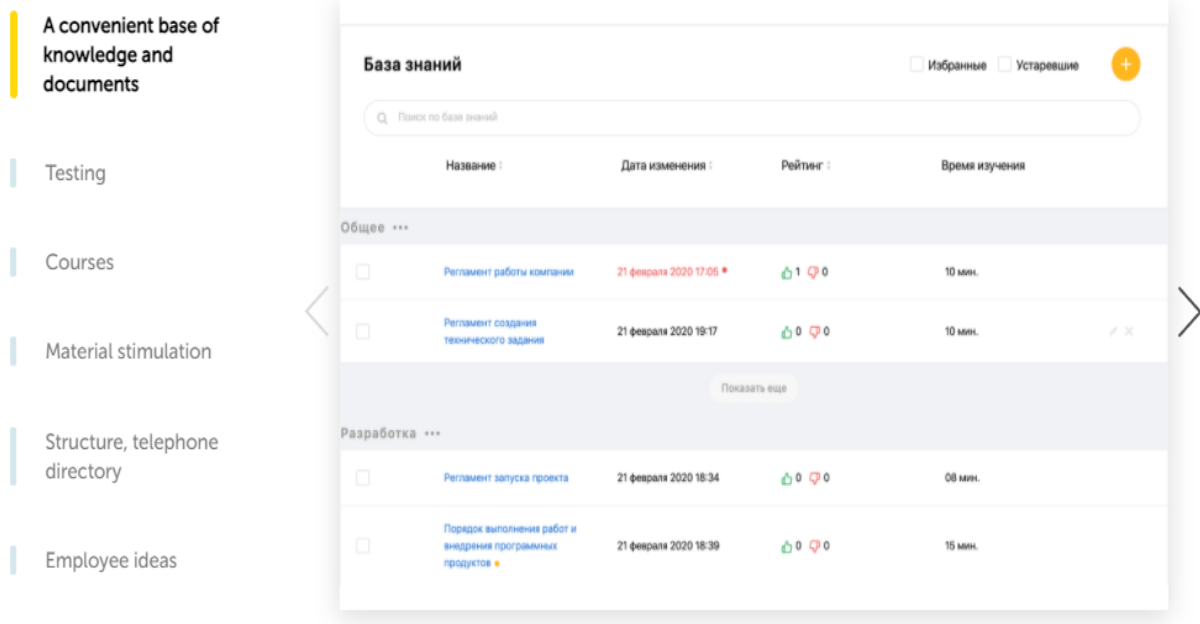 A convenient base of
knowledge and
documents
Testing
Courses
Material stimulation
Structure, telephone
directory
Employee ideas
База знаний
Избранные
Устаревшие
Поиск по базе знаний
Название
Дата изменения
Рейтинг
Время изучения
Общее
Регламент работы компании
21 февраля 2020 17:05
1
0
10 мин.
Регламент создания
технического задания
21 февраля 2020 19:17
0
0
10 мин.
Показать еще
Разработка
Регламент запуска проекта
21 февраля 2020 18:34
0
0
08 мин.
Порядок выполнения работ и
внедрения программных
продуктов
21 февраля 2020 18:39
0
0
15 мин.